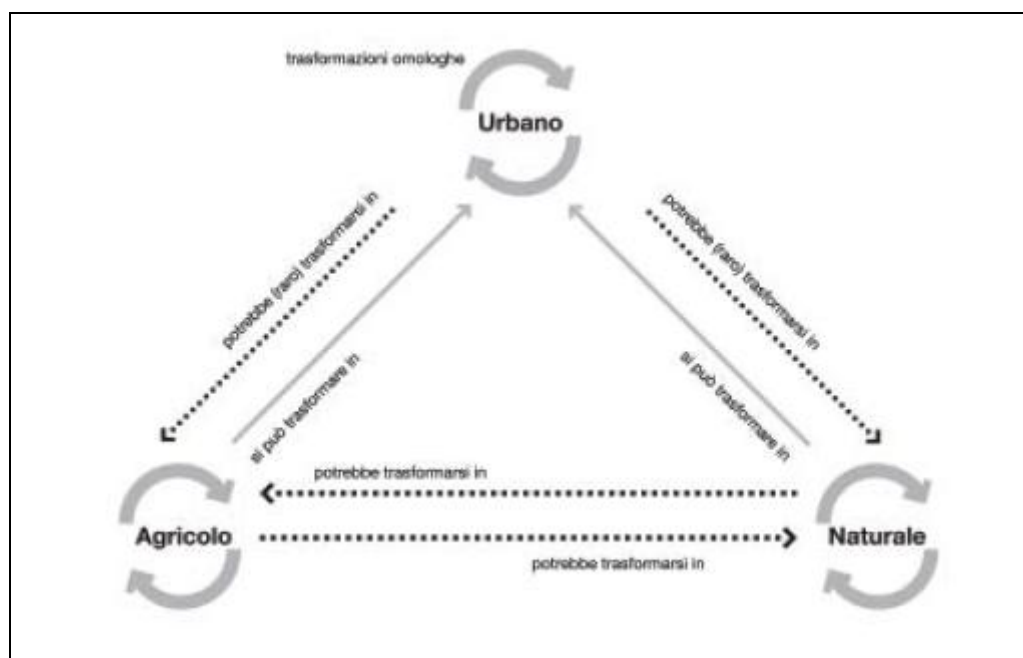 trasformazioni omologhe
Urbano
potrebbe (raro) trasformarsi in
potrebbe (raro) trasformarsi in
si può trasformare in
si può trasformare in
potrebbe trasformarsi in
Agricolo
Naturale
potrebbe trasformarsi in